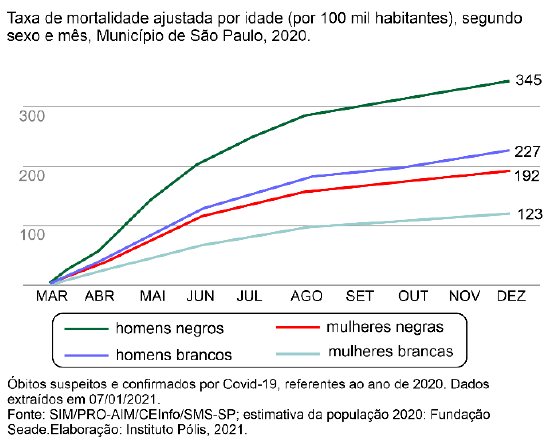 Taxa de mortalidade ajustada por idade (por 100 mil habitantes), segundo
sexo e mês, Município de São Paulo, 2020.
345
300
227
200
192
123
100
MAR ABR MAI JUN JUL AGO SET OUT NOV DEZ
homens negros mulheres negras
homens brancos mulheres brancas
Óbitos suspeitos e confirmados por Covid-19, referentes ao ano de 2020. Dados
extraídos em 07/01/2021.
Fonte: SIM/PRO-AIM/CEInfo/SMS-SP; estimativa da população 2020: Fundação
Seade.Elaboração: Instituto Pólis, 2021.